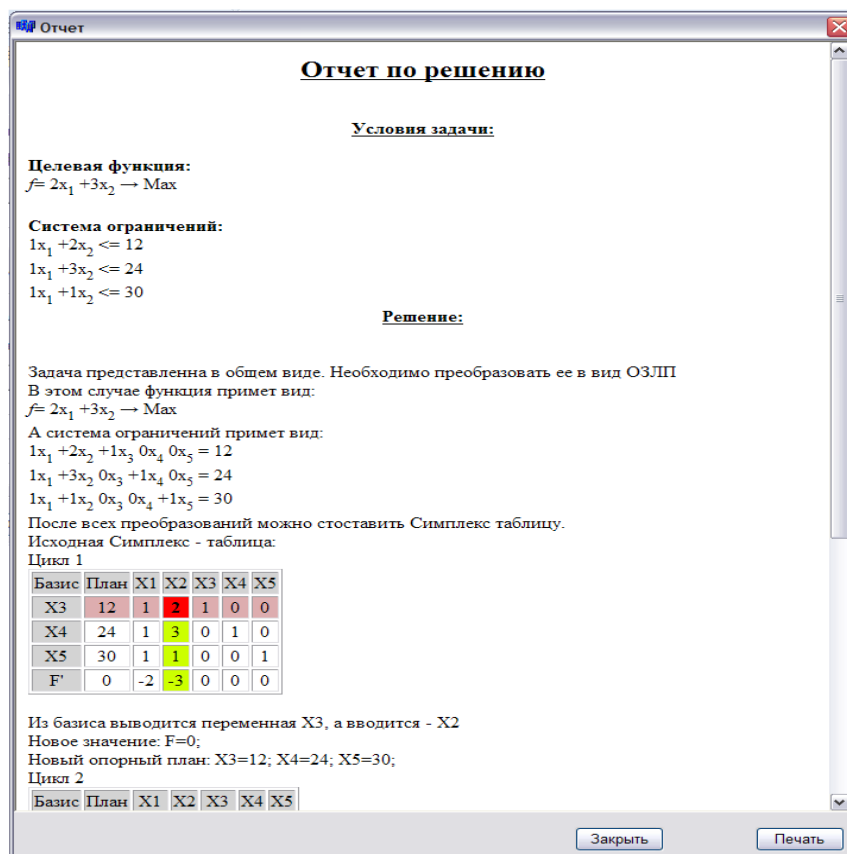 Отчет
Отчет по решению
Условия задачи:
Целевая функция:
f= 2x₁ +3x₂ → Max
Система ограничений:
1x₁ +2x₂ <= 12
1x₁ +3x₂ <= 24
1x₁ +1x₂ <= 30
Решение:
Задача представленна в общем виде. Необходимо преобразовать ее в вид ОЗЛП
В этом случае функция примет вид:
f= 2x₁ +3x₂ → Max
А система ограничений примет вид:
1x₁ +2x₂ +1x₃ 0x₄ 0x₅ = 12
1x₁ +3x₂ 0x₃ +1x₄ 0x₅ = 24
1x₁ +1x₂ 0x₃ 0x₄ +1x₅ = 30
После всех преобразований можно стоставить Симплекс таблицу.
Исходная Симплекс - таблица:
Цикл 1
Базис План X1 X2 X3 X4 X5
X3 12 1 2 1 0 0
X4 24 1 3 0 1 0
X5 30 1 1 0 0 1
F' 0 -2 -3 0 0 0
Из базиса выводится переменная X3, а вводится - X2
Новое значение: F=0;
Новый опорный план: X3=12; X4=24; X5=30;
Цикл 2
Базис План X1 X2 X3 X4 X5
Закрыть Печать